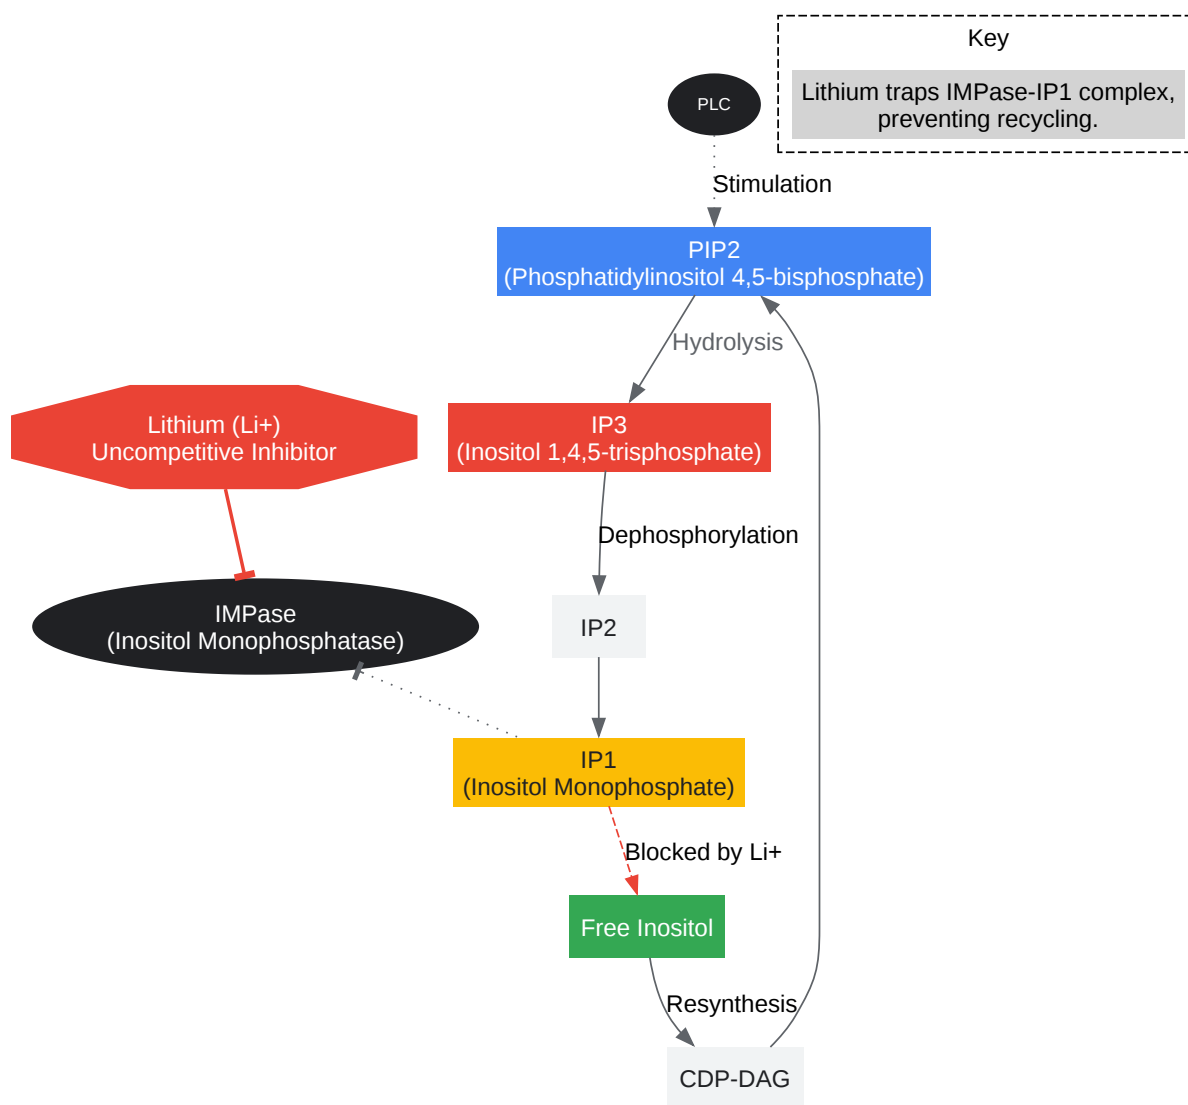 Key
Lithium traps IMPase-IP1 complex,
preventing recycling.
PLC
Stimulation
PIP2
(Phosphatidylinositol 4,5-bisphosphate)
Hydrolysis
Lithium (Li+)
Uncompetitive Inhibitor
IP3
(Inositol 1,4,5-trisphosphate)
Dephosphorylation
IMPase
(Inositol Monophosphatase)
IP2
IP1
(Inositol Monophosphate)
Blocked by Li+
Free Inositol
Resynthesis
CDP-DAG